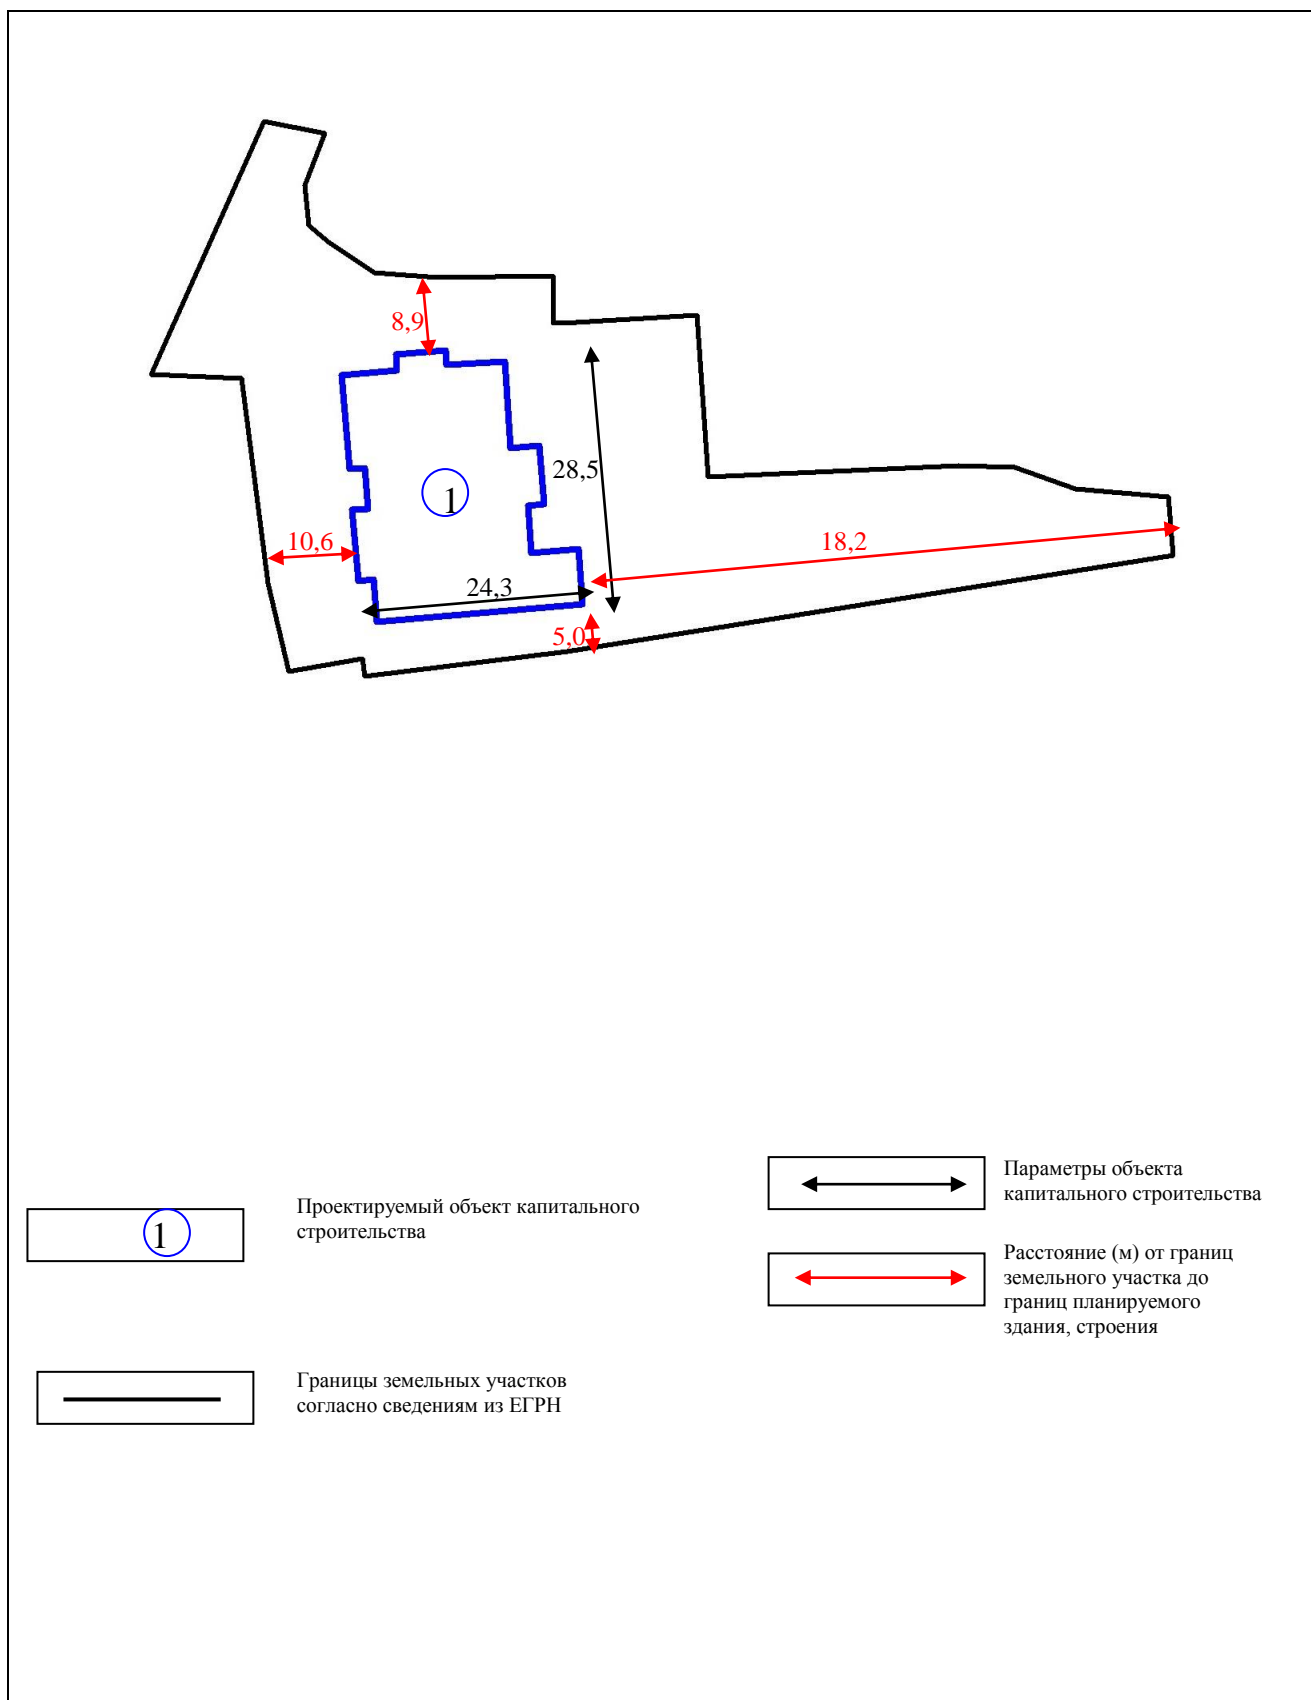 8,9
28,5
1
10,6
18,2
24,3
5,0
1
Проектируемый объект капитального
строительства
Границы земельных участков
согласно сведениям из ЕГРН
Параметры объекта
капитального строительства
Расстояние (м) от границ
земельного участка до
границ планируемого
здания, строения